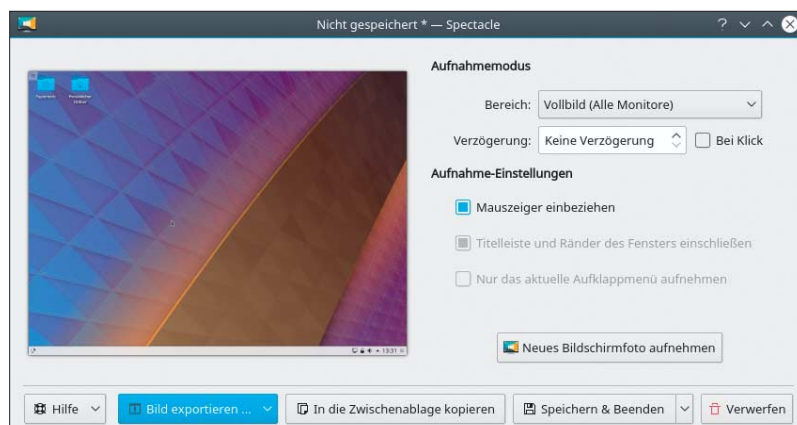 Nicht gespeichert * — Spectacle
Aufnahmemodus
Bereich: Vollbild (Alle Monitore)
Verzögerung: Keine Verzögerung Bei Klick
Aufnahme-Einstellungen
Mauszeiger einbeziehen
Titelleiste und Ränder des Fensters einschließen
Nur das aktuelle Aufklappmenü aufnehmen
13:31
Neues Bildschirmfoto aufnehmen
Hilfe
Bild exportieren ...
In die Zwischenablage kopieren
Speichern & Beenden
Verwerfen